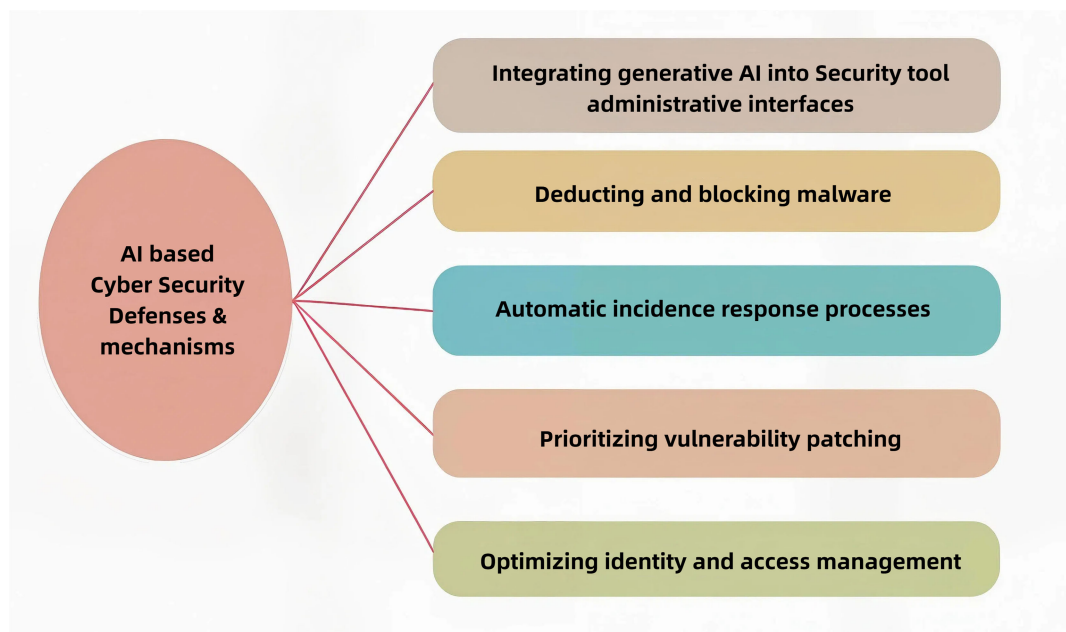 Integrating generative AI into Security tool
administrative interfaces
Deducting and blocking malware
AI based
Cyber Security
Defenses &
mechanisms
Automatic incidence response processes
Prioritizing vulnerability patching
Optimizing identity and access management